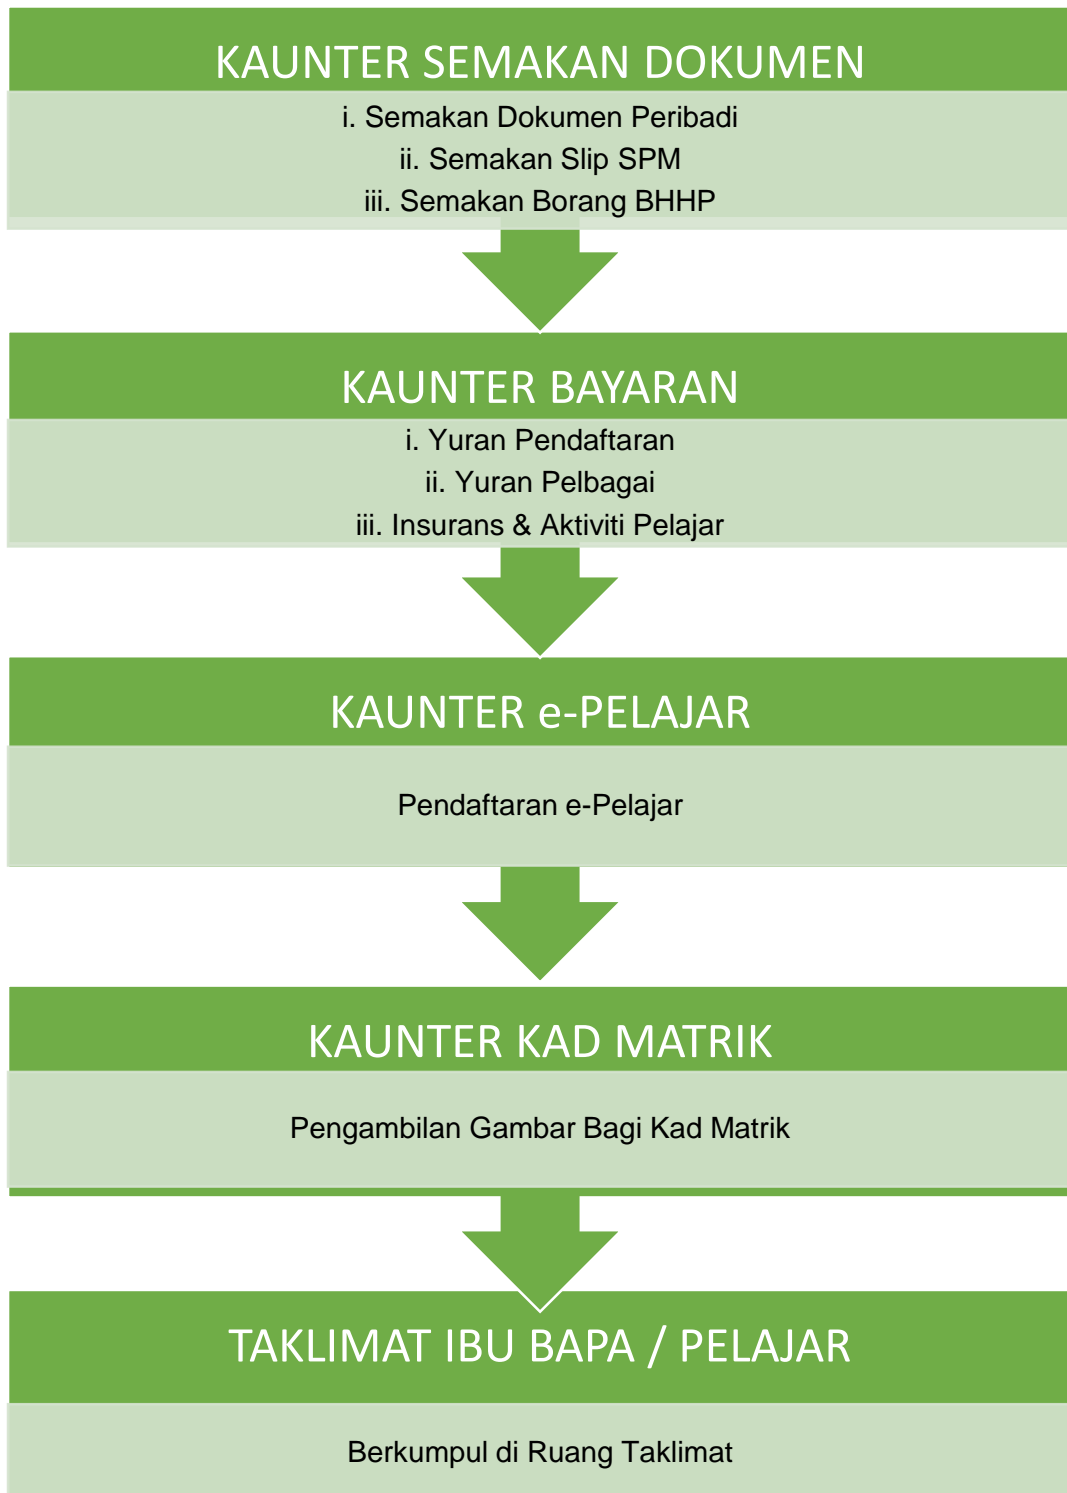 KAUNTER SEMAKAN DOKUMEN
i. Semakan Dokumen Peribadi
ii. Semakan Slip SPM
iii. Semakan Borang BHHP
KAUNTER BAYARAN
i. Yuran Pendaftaran
ii. Yuran Pelbagai
iii. Insurans & Aktiviti Pelajar
KAUNTER e-PELAJAR
Pendaftaran e-Pelajar
KAUNTER KAD MATRIK
Pengambilan Gambar Bagi Kad Matrik
TAKLIMAT IBU BAPA / PELAJAR
Berkumpul di Ruang Taklimat